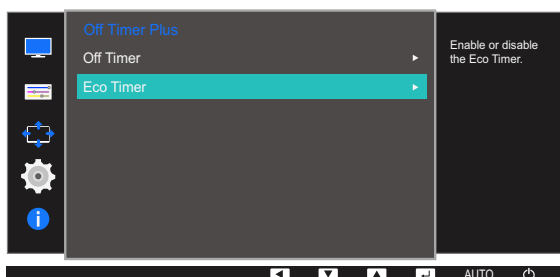 Off Timer Plus
Off Timer
Eco Timer
Enable or disable
the Eco Timer.
AUTO